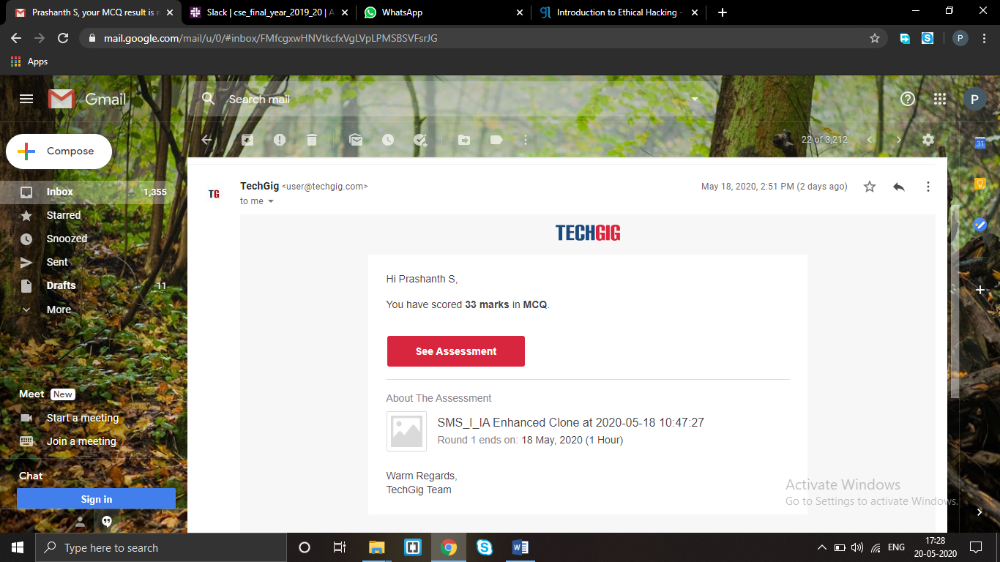 Prashanth S, your MCQ result is
Slack | cse_final_year_2019_20 |
WhatsApp
Introduction to Ethical Hacking -
mail.google.com/mail/u/0/#inbox/FMfcgxwHNVtkcfxVgLVpLPMSBSVFsrJG
P
Apps
Gmail
Search mail
P
Compose
22 of 3,212
31
Inbox 1,355
Starred
Snoozed
Sent
Drafts 11
More
TG
TechGig <user@techgig.com>
May 18, 2020, 2:51 PM (2 days ago)
to me
TECHGIG
Hi Prashanth S,
You have scored 33 marks in MCQ.
See Assessment
About The Assessment
SMS_I_IA Enhanced Clone at 2020-05-18 10:47:27
Round 1 ends on: 18 May, 2020 (1 Hour)
Warm Regards,
TechGig Team
Meet New
Start a meeting
Join a meeting
Chat
Sign in
Activate Windows
Go to Settings to activate Windows.
Type here to search
ENG
17:28
20-05-2020